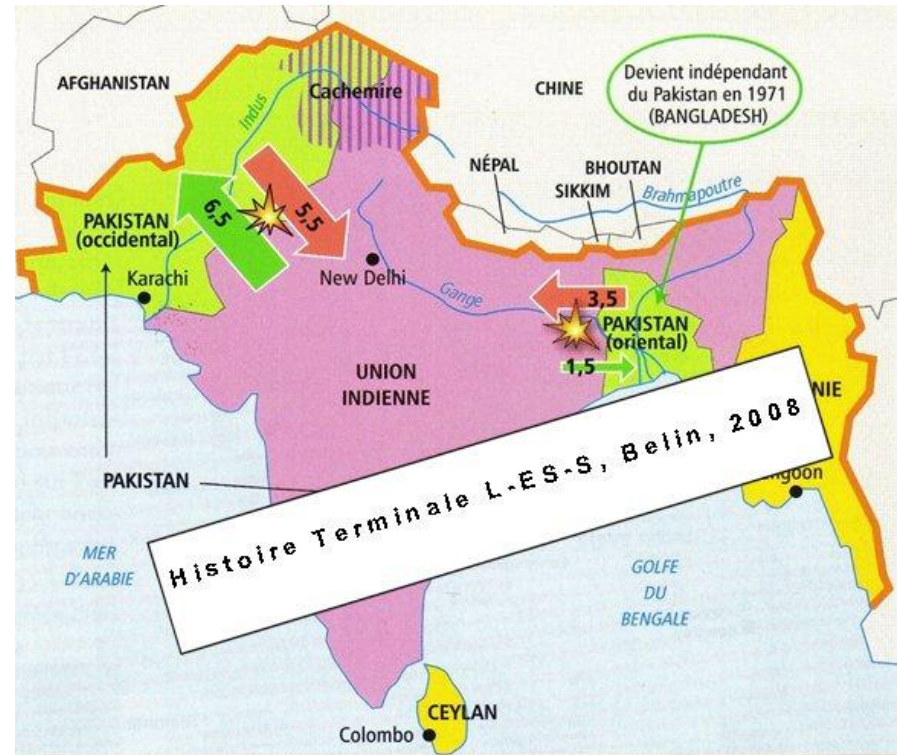 AFGHANISTAN
Cachemire
Indus
CHINE
Devient indépendant
du Pakistan en 1971
(BANGLADESH)
NÉPAL
BHOUTAN
SIKKIM
Brahmapoutre
6,5
5,5
PAKISTAN
(occidental)
Karachi
New Delhi
Gange
3,5
PAKISTAN
(oriental)
1,5
UNION
INDIENNE
PAKISTAN
Histoire Terminale L-ES-S, Belin, 2008
MER
D'ARABIE
GOLFE
DU
BENGALE
CEYLAN
Colombo